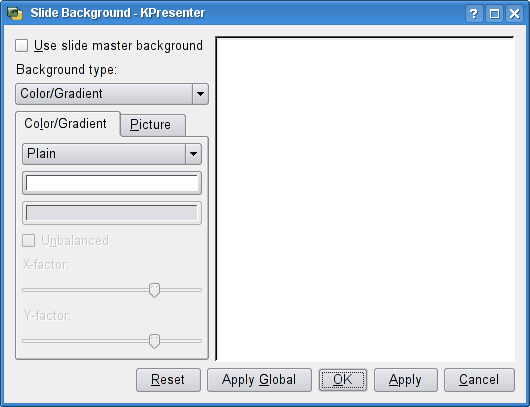 Slide Background - KPresenter
Use slide master background
Background type:
Color/Gradient
Color/Gradient Picture
Plain
Unbalanced
X-factor:
Y-factor:
Reset Apply Global OK Apply Cancel